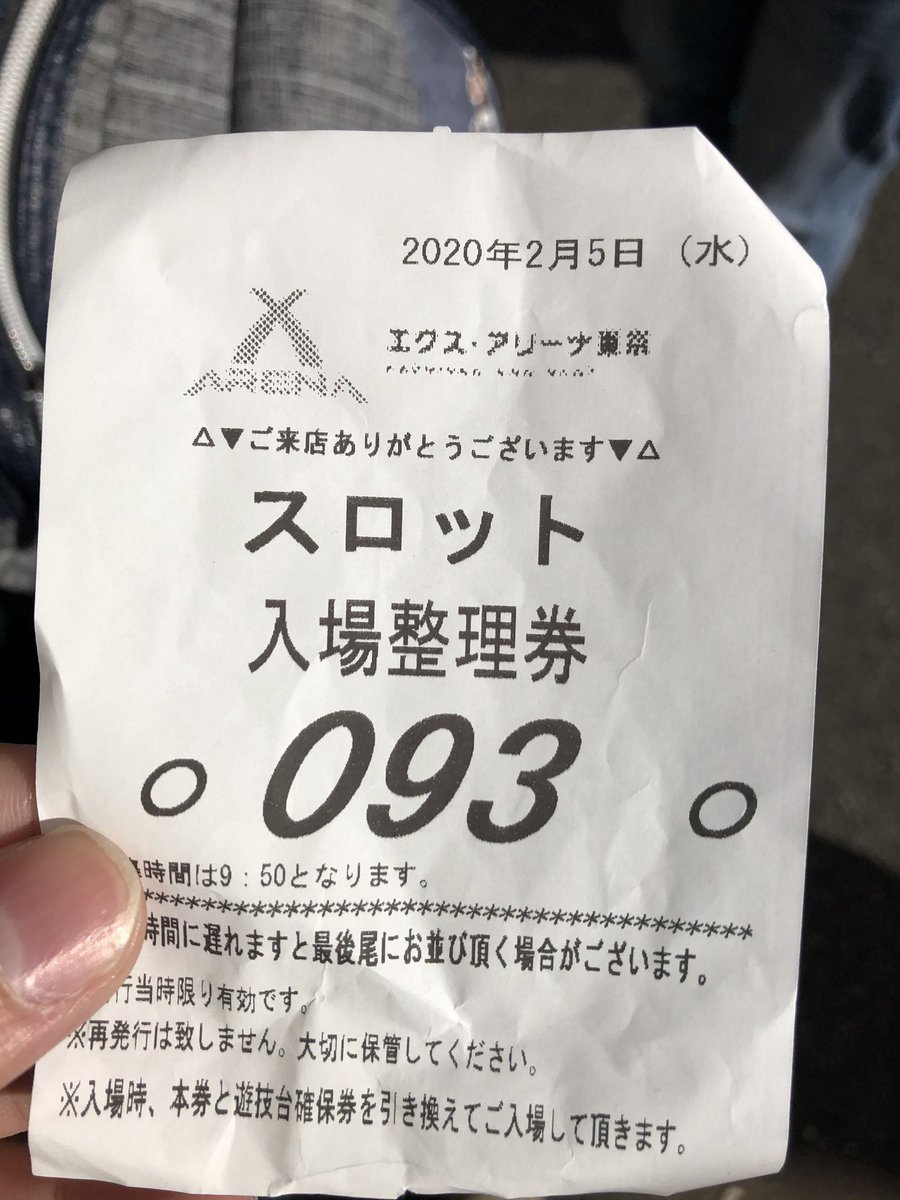 2020年2月5日 (水)
ARENA
エクス・アリーナ東京
△▼ご来店ありがとうございます▼△
スロット
入場整理券
○ 093 ○
時間は9:50となります。
************************************
時間に遅れますと最後尾にお並び頂く場合がございます。
行当時限り有効です。
※再発行は致しません。大切に保管してください。
※入場時、本券と遊技台確保券を引き換えてご入場して頂きます。